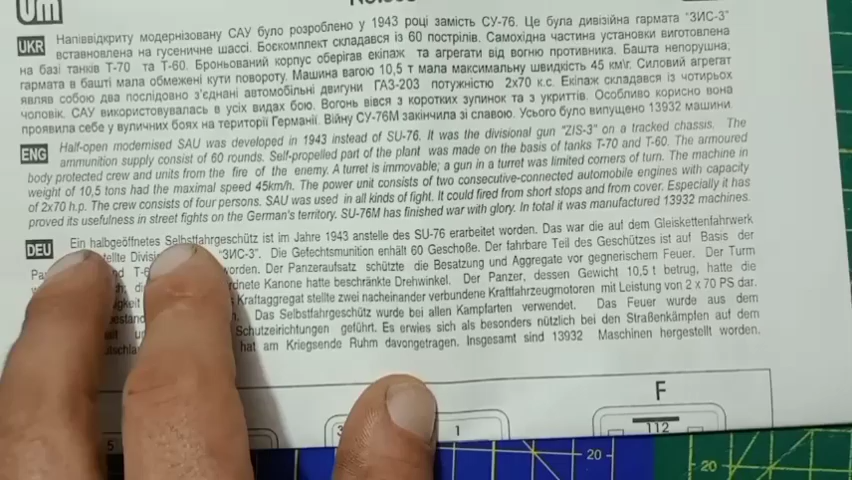 um
UKR
Напіввідкриту модернізовану САУ було розроблено у 1943 році замість СУ-76. Це була дивізійна гармата "ЗИС-3"
встановлена на гусеничне шассі. Боєкомплект складався із 60 пострілів. Самохідна частина установки виготовлена
на базі танків Т-70 та Т-60. Броньований корпус оберігав екіпаж та агрегати від вогню противника. Башта непорушна;
гармата в башті мала обмежені кути повороту. Машина вагою 10,5 т мала максимальну швидкість 45 км\г. Силовий агрегат
являв собою два послідовно з'єднані автомобільні двигуни ГАЗ-203 потужністю 2х70 к.с. Екіпаж складався із чотирьох
чоловік. САУ використовувалась в усіх видах бою. Вогонь вівся з коротких зупинок та з укриттів. Особливо корисно вона
проявила себе у вуличних боях на території Германії. Війну СУ-76М закінчила зі славою. Усього було випущено 13932 машини.
ENG
Half-open modernised SAU was developed in 1943 instead of SU-76. It was the divisional gun "ZIS-3" on a tracked chassis. The
ammunition supply consist of 60 rounds. Self-propelled part of the plant was made on the basis of tanks T-70 and T-60. The armoured
body protected crew and units from the fire of the enemy. A turret is immovable; a gun in a turret was limited corners of turn. The machine in
weight of 10,5 tons had the maximal speed 45km/h. The power unit consists of two consecutive-connected automobile engines with capacity
of 2x70 h.p. The crew consists of four persons. SAU was used in all kinds of fight. It could fired from short stops and from cover. Especially it has
proved its usefulness in street fights on the German's territory. SU-76M has finished war with glory. In total it was manufactured 13932 machines.
DEU
Ein halbgeöffnetes Selbstfahrgeschütz ist im Jahre 1943 anstelle des SU-76 erarbeitet worden. Das war die auf dem Gleiskettenfahrwerk
"ЗИС-3". Die Gefechtsmunition enhält 60 Geschoße. Der fahrbare Teil des Geschützes ist auf Basis der
worden. Der Panzeraufsatz schützte die Besatzung und Aggregate vor gegnerischem Feuer. Der Turm
Kanone hatte beschränkte Drehwinkel. Der Panzer, dessen Gewicht 10,5 t betrug, hatte die
Kraftaggregat stellte zwei nacheinander verbundene Kraftfahrzeugmotoren mit Leistung von 2 x 70 PS dar.
Das Selbstfahrgeschütz wurde bei allen Kampfarten verwendet. Das Feuer wurde aus dem
Schutzeirichtungen geführt. Es erwies sich als besonders nützlich bei den Straßenkämpfen auf dem
hat am Kriegsende Ruhm davongetragen. Insgesamt sind 13932 Maschinen hergestellt worden.
F
5
3
1
112
20
20